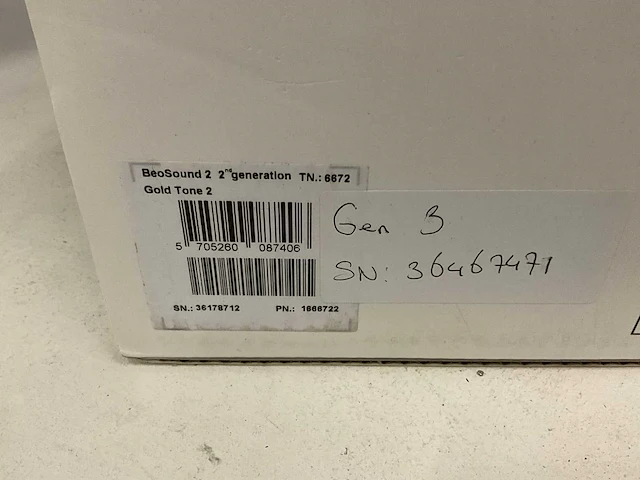 BeoSound 2 2nd generation TN.: 6672
Gold Tone 2
5 705260 087406
SN.: 36178712 PN.: 1666722
Gen 3
SN: 36467471